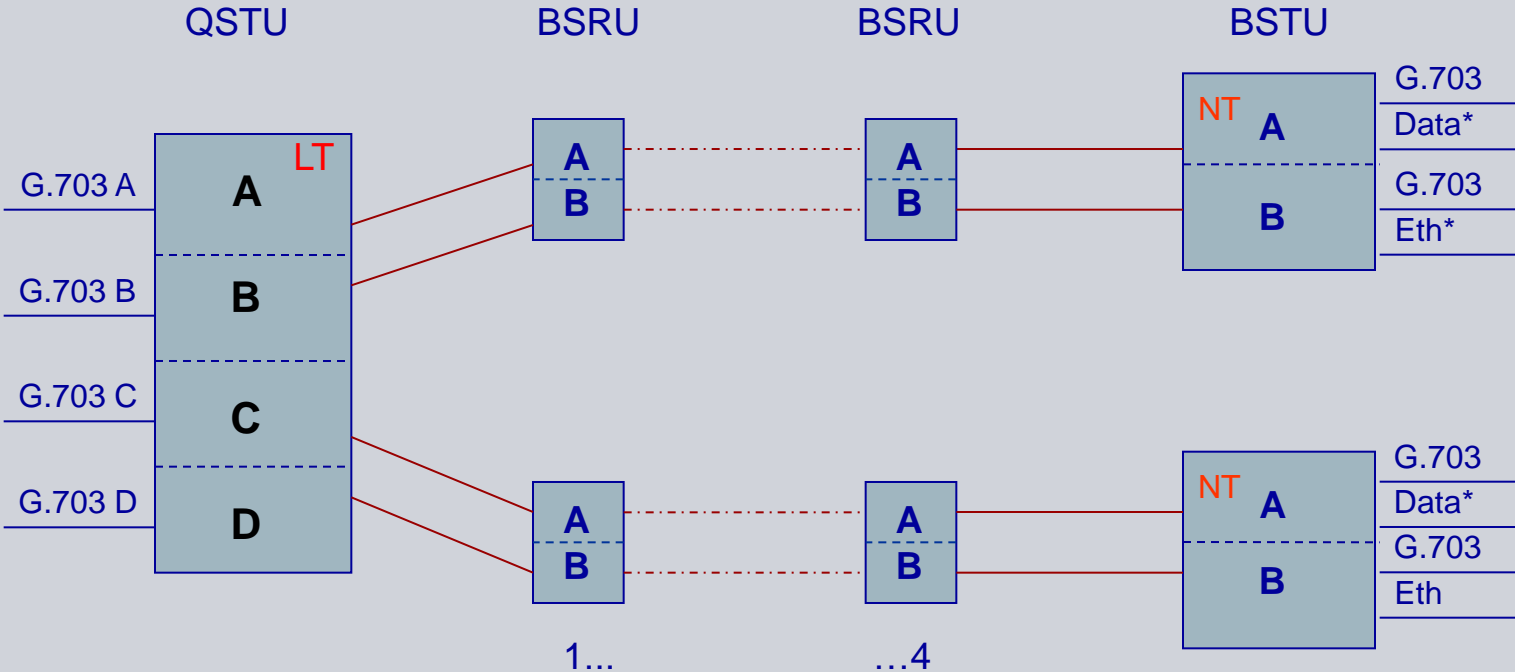 QSTU
BSRU
BSRU
BSTU
G.703 A
G.703 B
G.703 C
G.703 D
LT
A
B
C
D
A
B
A
B
NT
A
B
G.703
Data*
G.703
Eth*
A
B
A
B
NT
A
B
G.703
Data*
G.703
Eth
1...
...4